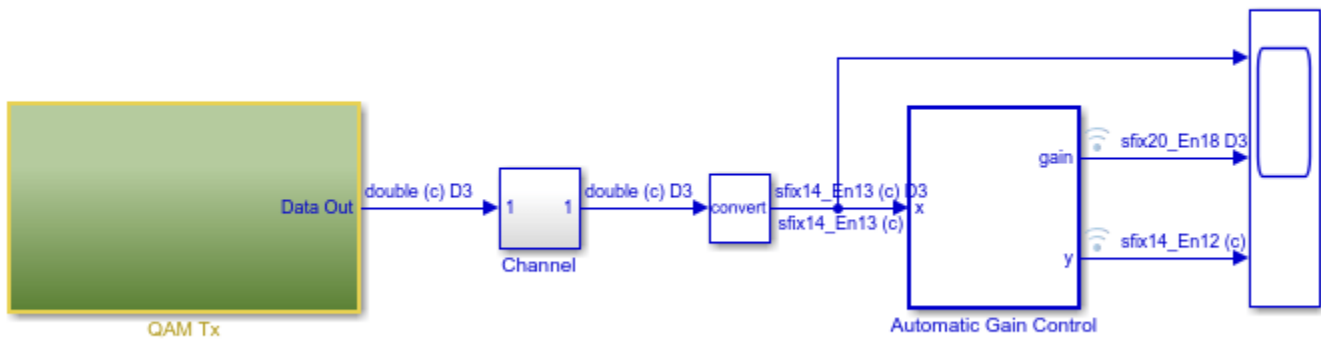 Data Out
double (c) D3
1
1
double (c) D3
convert
sfix14_En13 (c) D3
sfix14_En13 (c)
x
gain
y
sfix20_En18 D3
sfix14_En12 (c)
Channel
Automatic Gain Control
QAM Tx